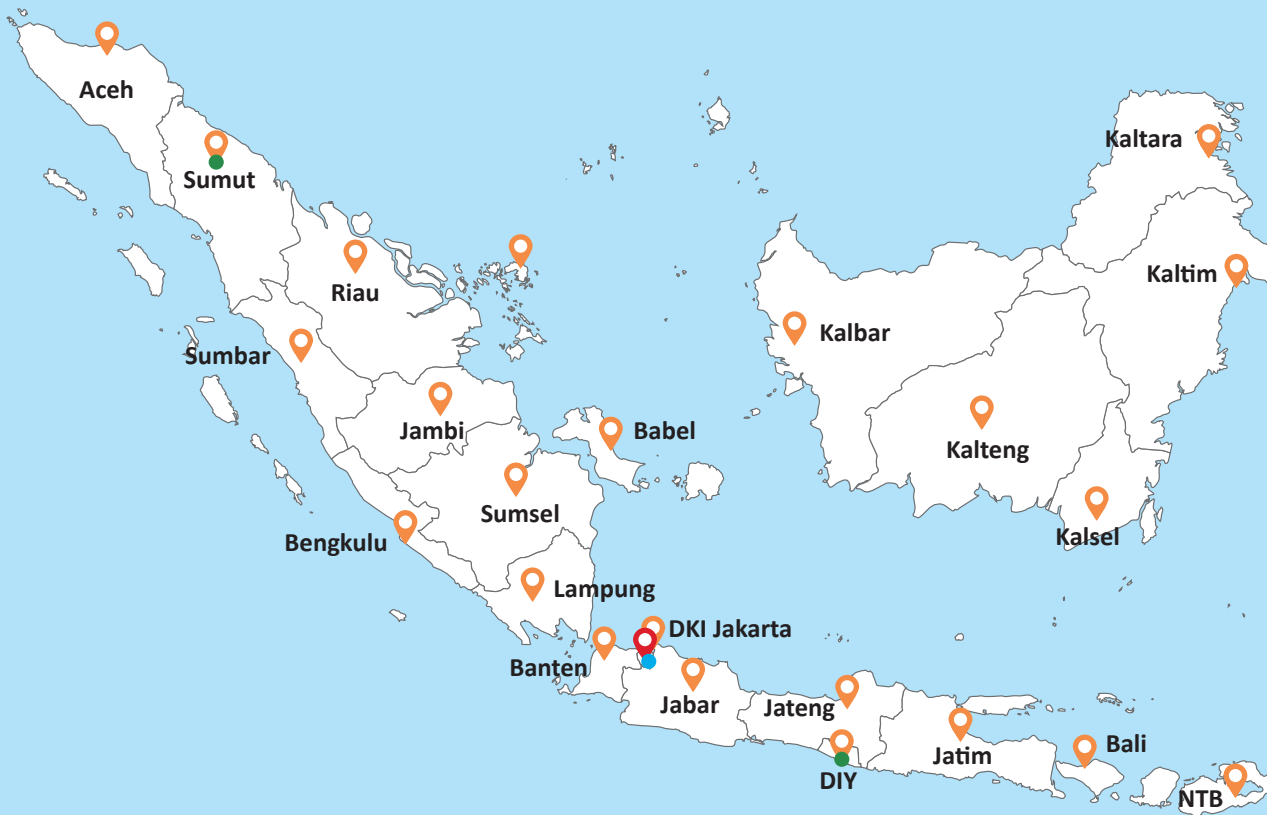 Aceh
Kaltara
Sumut
Kaltim
Riau
Kalbar
Sumbar
Jambi
Babel
Kalteng
Sumsel
Kalsel
Bengkulu
Lampung
DKI Jakarta
Banten
Jabar
Jateng
Bali
Jatim
DIY
NTB